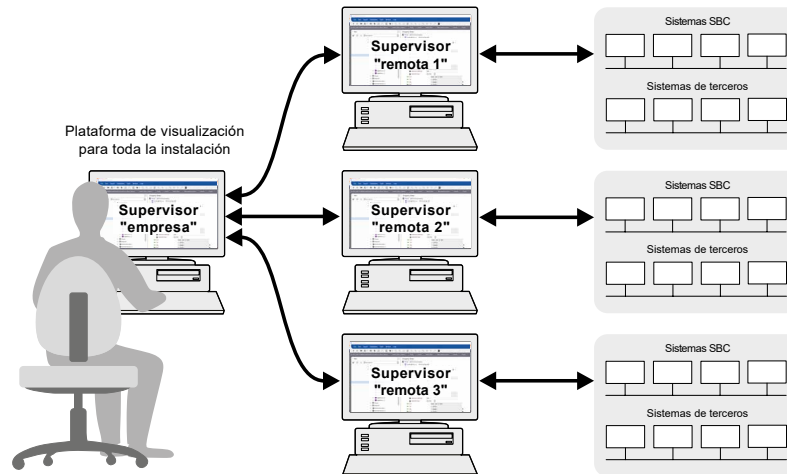 Supervisor
"remota 1"
Sistemas SBC
Sistemas de terceros
Plataforma de visualización
para toda la instalación
Supervisor
"empresa"
Supervisor
"remota 2"
Sistemas SBC
Sistemas de terceros
Supervisor
"remota 3"
Sistemas SBC
Sistemas de terceros